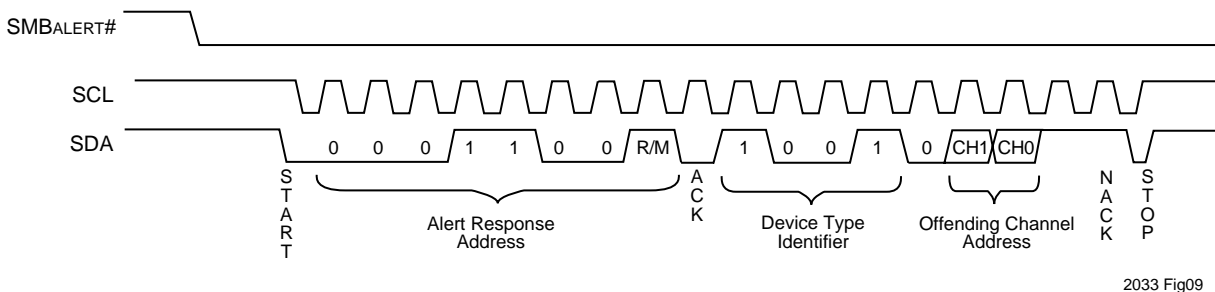 SMBALERT#
SCL
SDA
0 0 0 1 1 0 0 R/M 1 0 0 1 0 CH1 CH0
START
ACK
NACK
STOP
Alert Response
Address
Device Type
Identifier
Offending Channel
Address
2033 Fig09